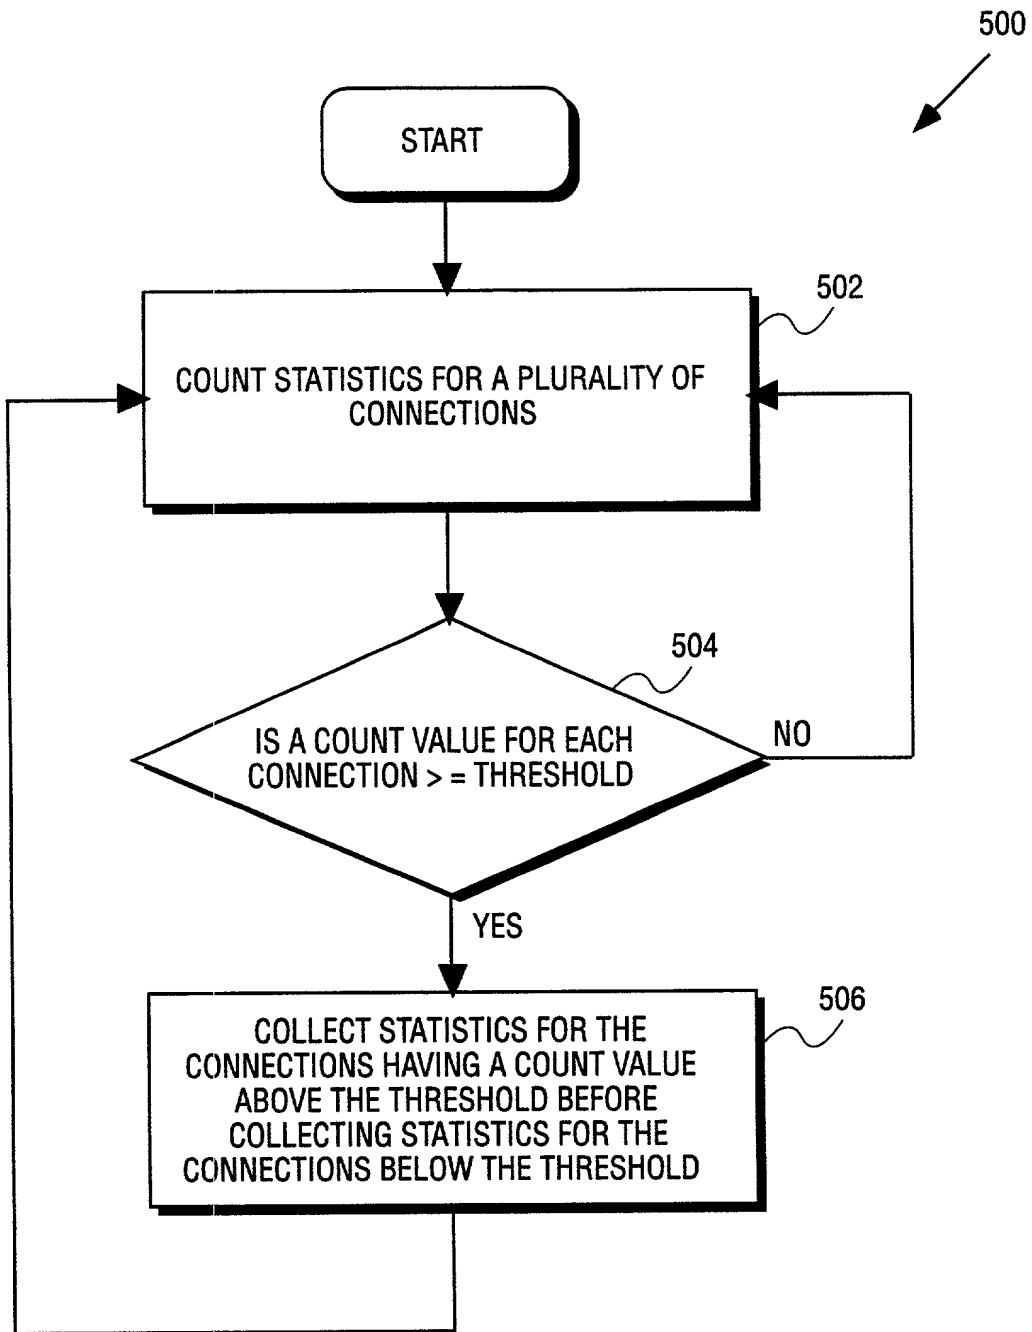 500
START
502
COUNT STATISTICS FOR A PLURALITY OF
CONNECTIONS
504
IS A COUNT VALUE FOR EACH
CONNECTION > = THRESHOLD
NO
YES
506
COLLECT STATISTICS FOR THE
CONNECTIONS HAVING A COUNT VALUE
ABOVE THE THRESHOLD BEFORE
COLLECTING STATISTICS FOR THE
CONNECTIONS BELOW THE THRESHOLD